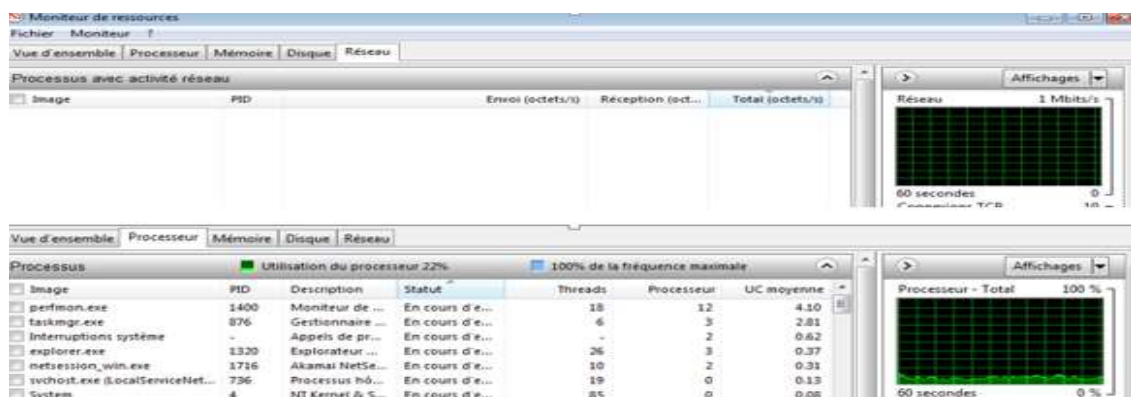 Moniteur de ressources
Fichier Moniteur ?
Vue d'ensemble Processeur Mémoire Disque Réseau
Processus avec activité réseau
Affichages
Image PID Envoi (octets/s) Réception (oct... Total (octets/s)
Réseau 1 Mbits/s
60 secondes 0
Connexions TCP 10
Vue d'ensemble Processeur Mémoire Disque Réseau
Processus Utilisation du processeur 22% 100% de la fréquence maximale
Affichages
Image PID Description Statut Threads Processeur UC moyenne
Processeur - Total 100 %
perfmon.exe 1400 Moniteur de ... En cours d'e... 18 12 4.10
taskmgr.exe 876 Gestionnaire ... En cours d'e... 6 3 2.81
Interruptions système - Appels de pr... En cours d'e... - 2 0.62
explorer.exe 1320 Explorateur ... En cours d'e... 26 3 0.37
netsession_win.exe 1716 Akamai NetSe... En cours d'e... 10 2 0.31
svchost.exe (LocalServiceNet... 736 Processus hô... En cours d'e... 19 0 0.13
System 4 NT Kernel & S... En cours d'e... 85 0 0.08
60 secondes 0 %